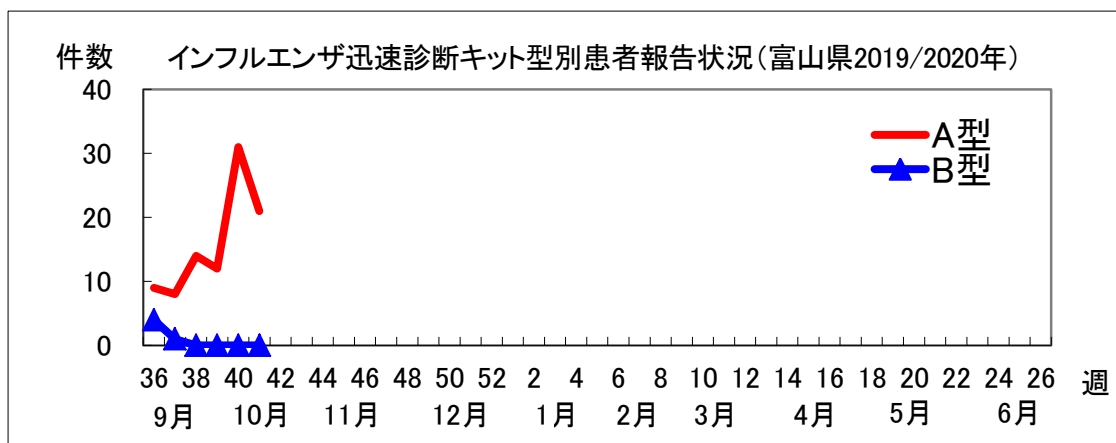 件数 インフルエンザ迅速診断キット型別患者報告状況(富山県2019/2020年)
40
30
20
10
0
A型
B型
36 38 40 42 44 46 48 50 52 2 4 6 8 10 12 14 16 18 20 22 24 26 週
9月 10月 11月 12月 1月 2月 3月 4月 5月 6月